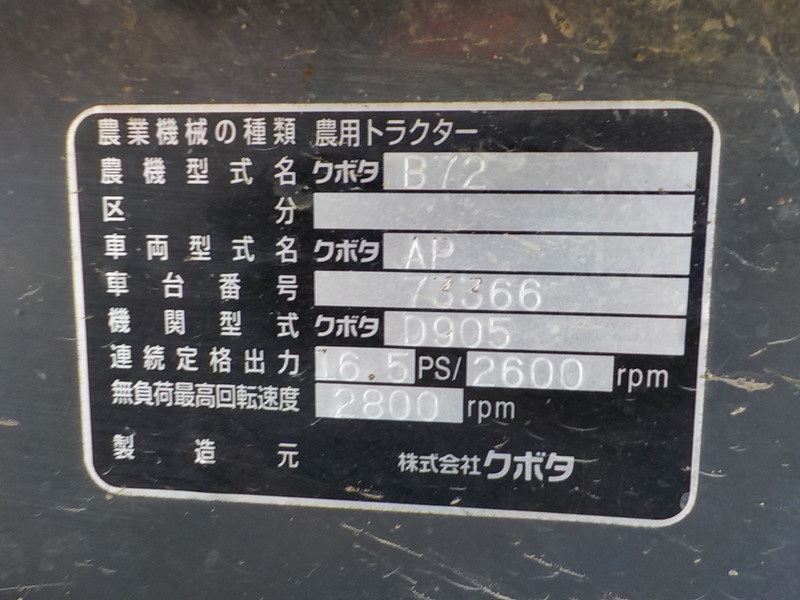 農業機械の種類 農用トラクター
農機型式名 クボタ B72
区分
車両型式名 クボタ AP
車台番号 73366
機関型式 クボタ D905
連続定格出力 16.5 PS/ 2600 rpm
無負荷最高回転速度 2800 rpm
製造元 株式会社クボタ